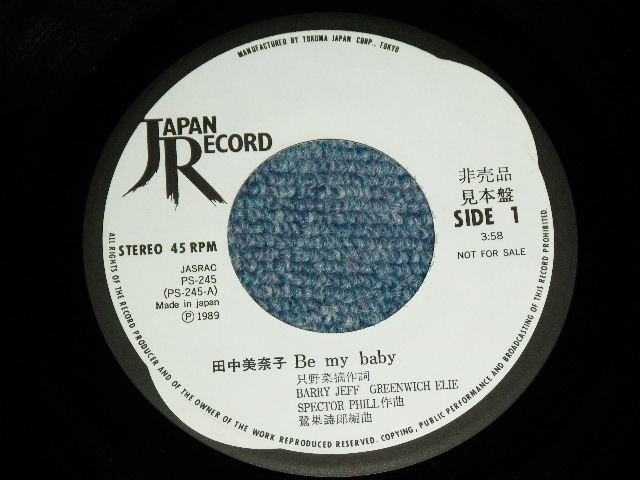 MANUFACTURED BY TOKUMA JAPAN CORP., TOKYO
JAPAN
RECORD
非売品
見本盤
SIDE 1
3:58
NOT FOR SALE
STEREO 45 RPM
JASRAC
PS-245
(PS-245-A)
Made in japan
Ⓟ 1989
田中美奈子 Be my baby
只野菜摘作詞
BARRY JEFF GREENWICH ELIE
SPECTOR PHILL作曲
鷺巣詩郎編曲
ALL RIGHTS OF THE RECORD PRODUCER AND OF THE OWNER OF THE WORK REPRODUCED RESERVED. COPYING, PUBLIC PERFORMANCE AND BROADCASTING OF THIS RECORD PROHIBITED.